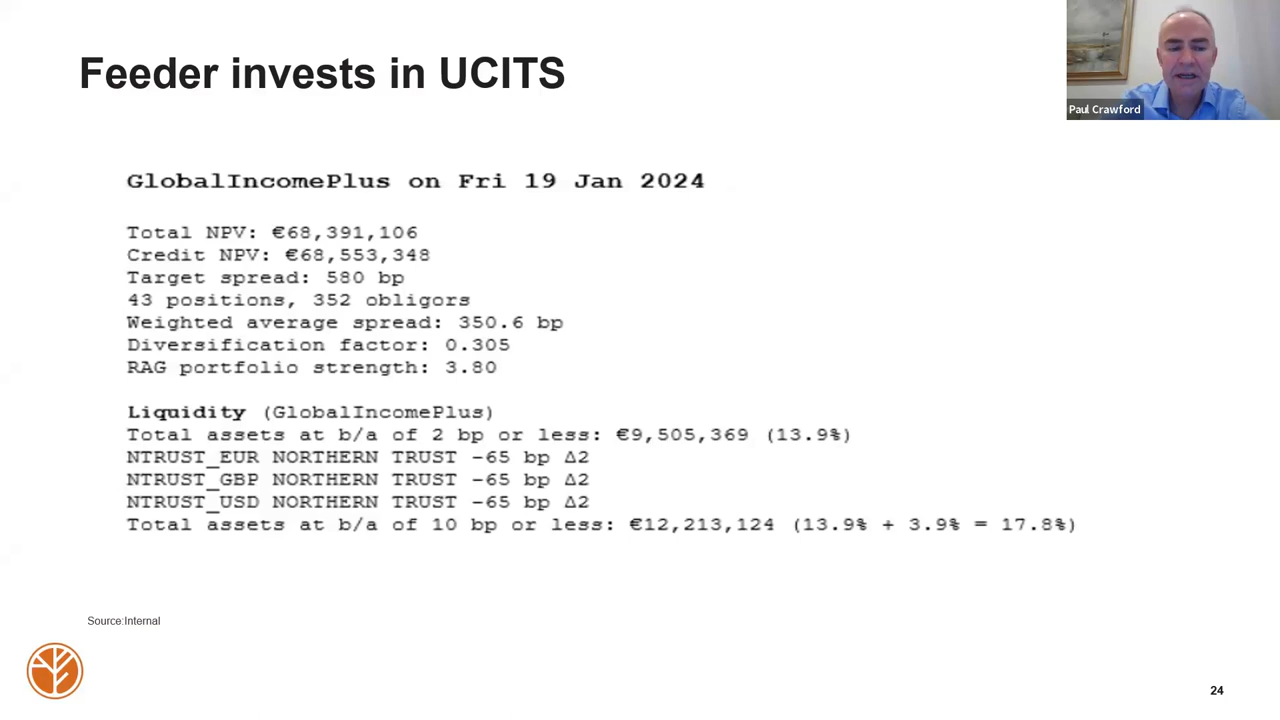 Feeder invests in UCITS
Paul Crawford
GlobalIncomePlus on Fri 19 Jan 2024
Total NPV: €68,391,106
Credit NPV: €68,553,348
Target spread: 580 bp
43 positions, 352 obligors
Weighted average spread: 350.6 bp
Diversification factor: 0.305
RAG portfolio strength: 3.80
Liquidity (GlobalIncomePlus)
Total assets at b/a of 2 bp or less: €9,505,369 (13.9%)
NTRUST_EUR NORTHERN TRUST -65 bp Δ2
NTRUST_GBP NORTHERN TRUST -65 bp Δ2
NTRUST_USD NORTHERN TRUST -65 bp Δ2
Total assets at b/a of 10 bp or less: €12,213,124 (13.9% + 3.9% = 17.8%)
Source:Internal
24